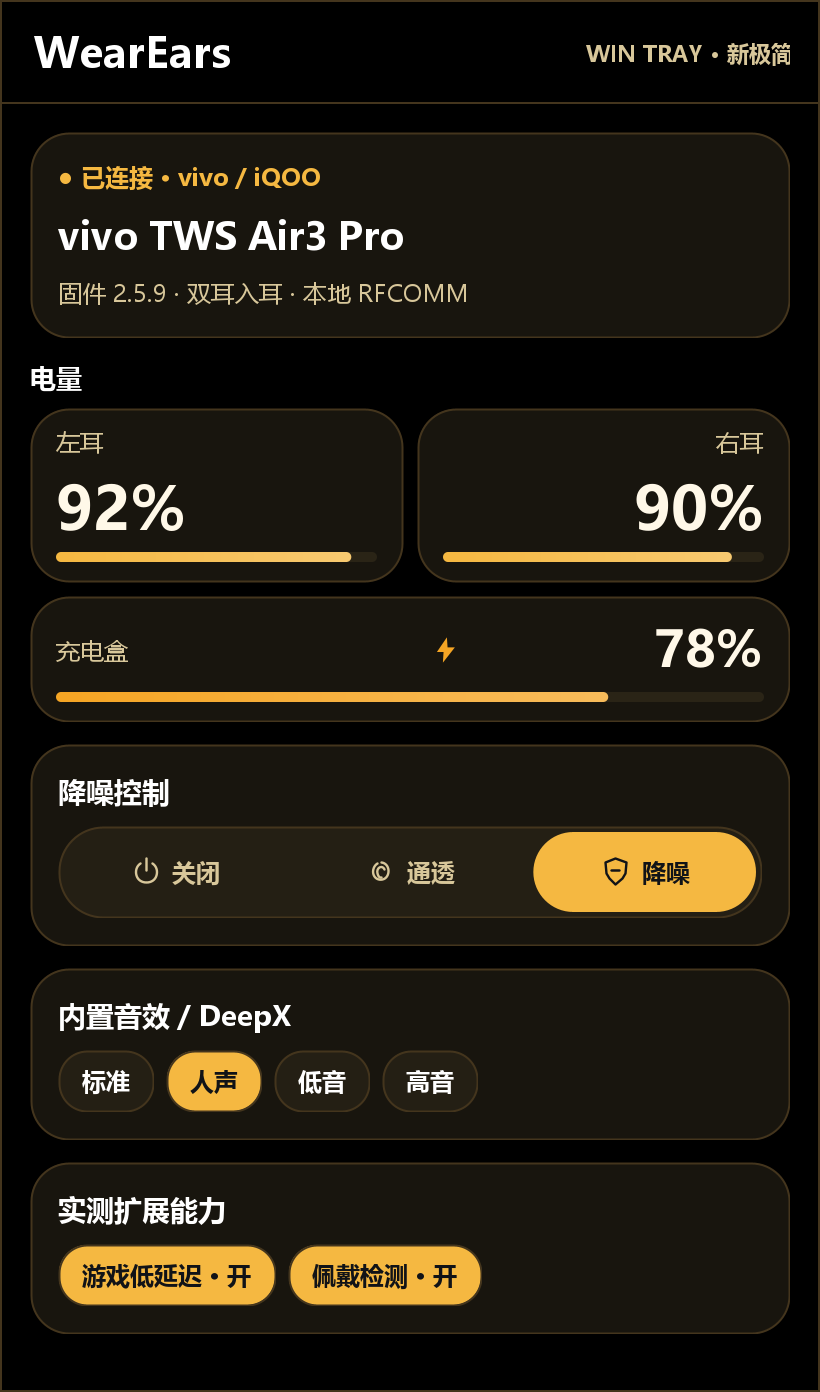 WearEars
WIN TRAY • 新极简
• 已连接 • vivo / iQOO
vivo TWS Air3 Pro
固件 2.5.9 · 双耳入耳 · 本地 RFCOMM
电量
左耳
右耳
92%
90%
充电盒
78%
降噪控制
关闭
通透
降噪
内置音效 / DeepX
标准
人声
低音
高音
实测扩展能力
游戏低延迟 • 开
佩戴检测 • 开